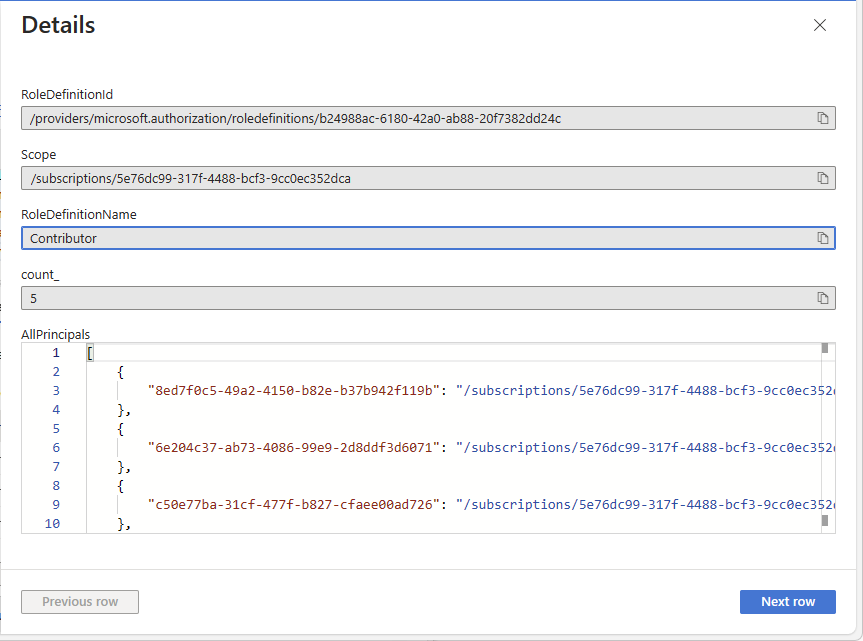 Details
RoleDefinitionId
/providers/microsoft.authorization/roledefinitions/b24988ac-6180-42a0-ab88-20f7382dd24c
Scope
/subscriptions/5e76dc99-317f-4488-bcf3-9cc0ec352dca
RoleDefinitionName
Contributor
count_
5
AllPrincipals
1 [
2 {
3 "8ed7f0c5-49a2-4150-b82e-b37b942f119b": "/subscriptions/5e76dc99-317f-4488-bcf3-9cc0ec352
4 },
5 {
6 "6e204c37-ab73-4086-99e9-2d8ddf3d6071": "/subscriptions/5e76dc99-317f-4488-bcf3-9cc0ec352
7 },
8 {
9 "c50e77ba-31cf-477f-b827-cfaee00ad726": "/subscriptions/5e76dc99-317f-4488-bcf3-9cc0ec352
10 },
Previous row Next row